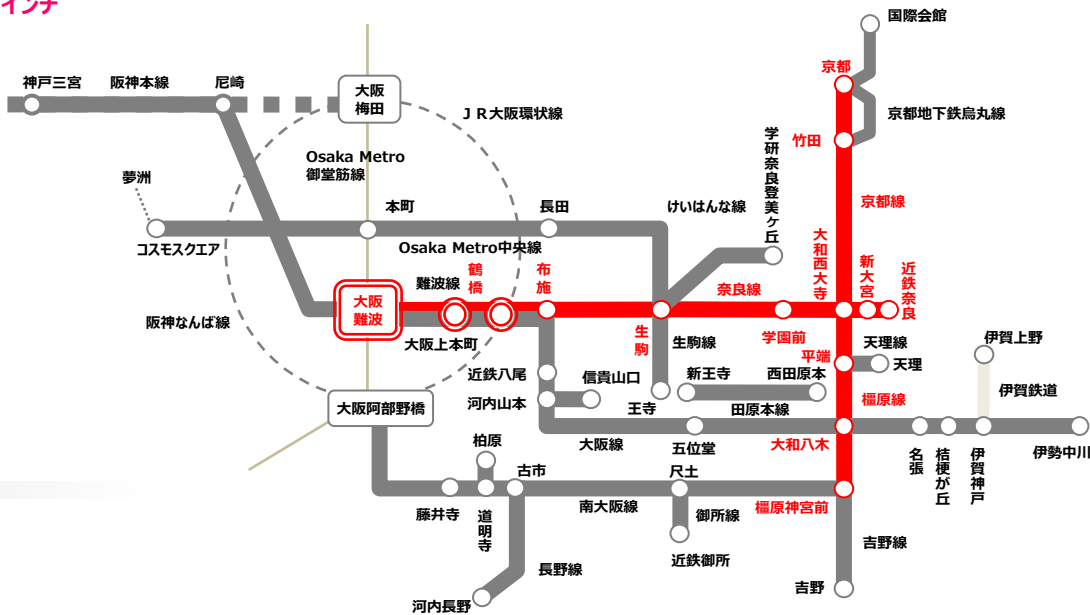 インチ
国際会館
京都
神戸三宮
阪神本線
尼崎
大阪
梅田
ＪＲ大阪環状線
京都地下鉄烏丸線
竹田
学研奈良登美ヶ丘
Osaka Metro
御堂筋線
夢洲
本町
長田
けいはんな線
京都線
コスモスクエア
Osaka Metro中央線
大和西大寺
新大宮
近鉄奈良
難波線
鶴橋
布施
奈良線
大阪
難波
阪神なんば線
大阪上本町
生駒
生駒線
学園前
平端
天理線
天理
伊賀上野
近鉄八尾
信貴山口
新王寺
西田原本
伊賀鉄道
河内山本
王寺
田原本線
橿原線
大阪阿部野橋
大阪線
五位堂
大和八木
名張
桔梗が丘
伊賀神戸
伊勢中川
柏原
古市
尺土
藤井寺
道明寺
南大阪線
御所線
橿原神宮前
近鉄御所
吉野線
長野線
吉野
河内長野